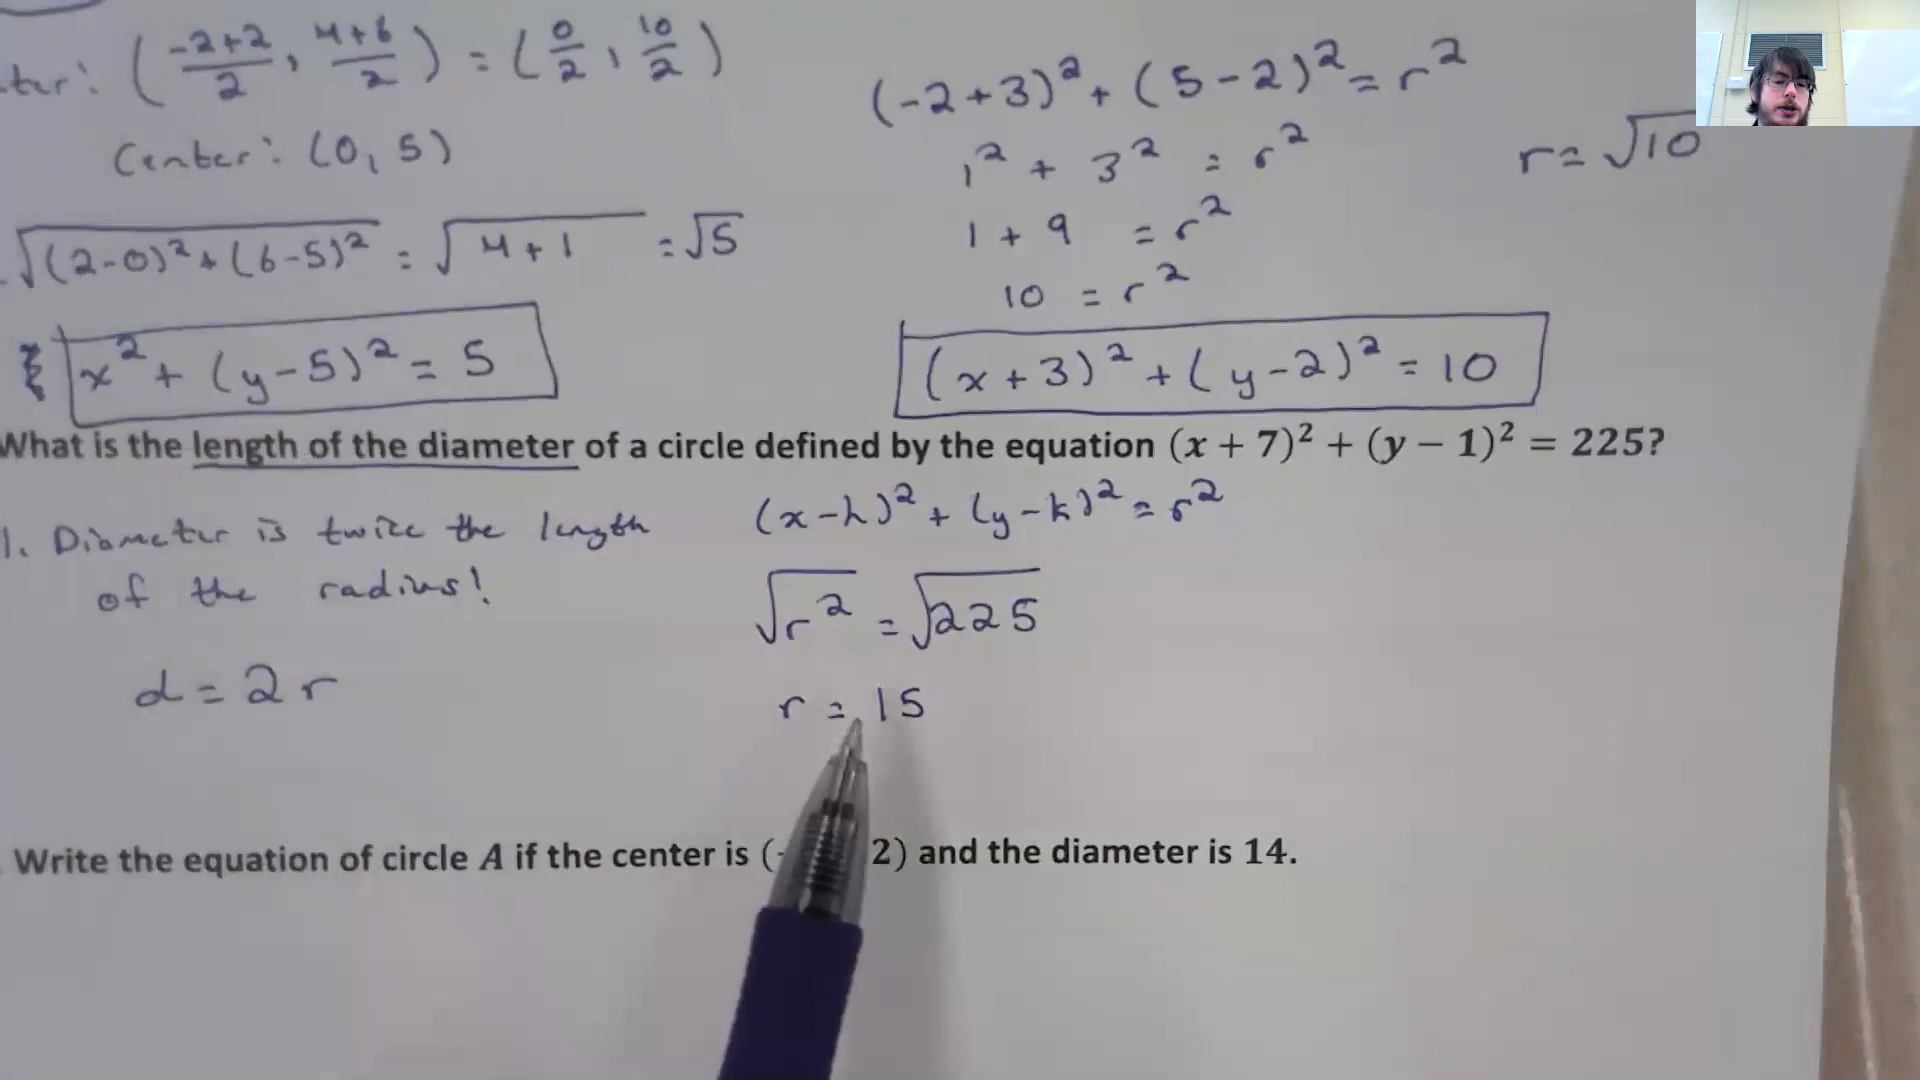 ( -2+2/2 , 4+6/2 ) = ( 0/2 , 10/2 )
Center: (0, 5)
√(2-0)² + (6-5)² = √4+1 = √5
x² + (y-5)² = 5
(-2+3)² + (5-2)² = r²
1² + 3² = r²
1 + 9 = r²
10 = r²
r = √10
(x+3)² + (y-2)² = 10
What is the length of the diameter of a circle defined by the equation (x + 7)² + (y − 1)² = 225?
1. Diameter is twice the length
of the radius!
d = 2r
(x-h)² + (y-k)² = r²
√r² = √225
r = 15
Write the equation of circle A if the center is ( 2) and the diameter is 14.